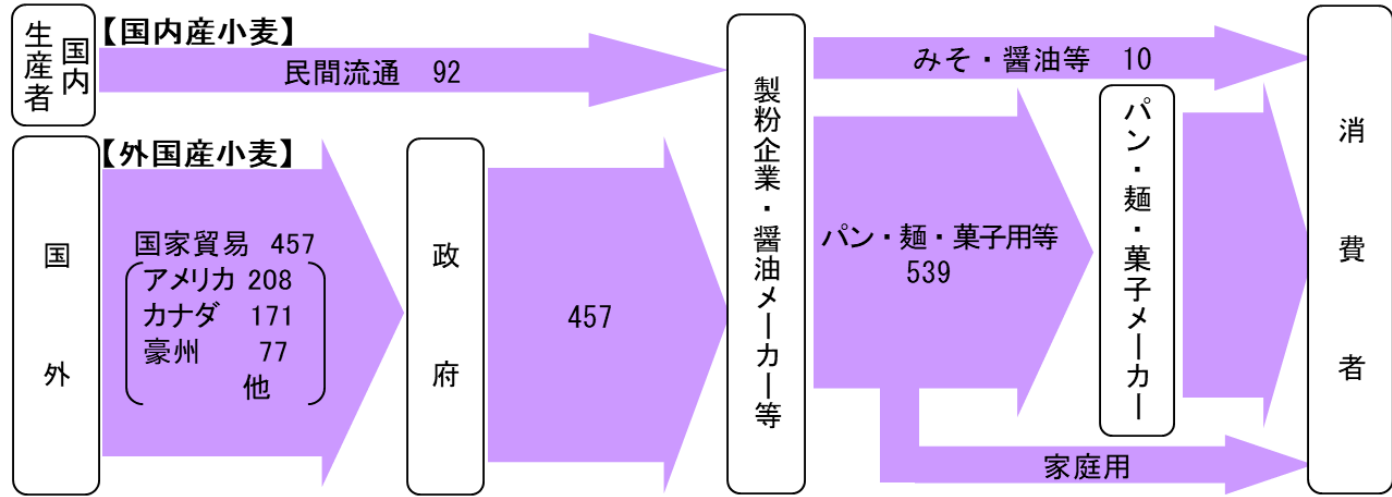 国内
生産者
【国内産小麦】
民間流通　92
【外国産小麦】
国外
国家貿易　457
アメリカ 208
カナダ　171
豪州　77
他
政府
457
製粉企業・醤油メーカー等
みそ・醤油等　10
パン・麺・菓子用等
539
パン・麺・菓子メーカー
家庭用
消費者